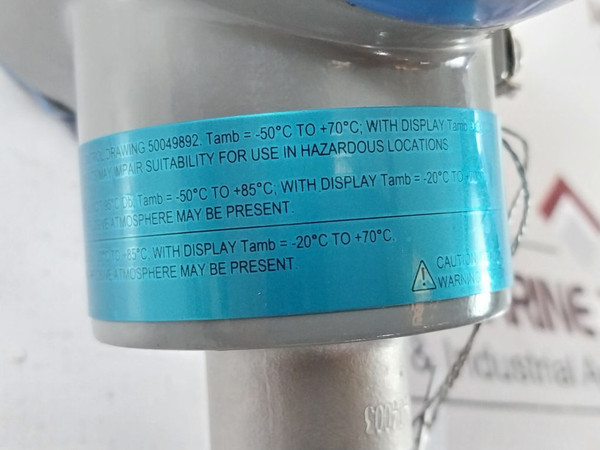 DRAWING 50049892. Tamb = -50°C TO +70°C; WITH DISPLAY
MAY IMPAIR SUITABILITY FOR USE IN HAZARDOUS LOCATIONS
Tamb = -50°C TO +85°C; WITH DISPLAY Tamb = -20°C TO
ATMOSPHERE MAY BE PRESENT.
+85°C, WITH DISPLAY Tamb = -20°C TO +70°C.
ATMOSPHERE MAY BE PRESENT.
CAUTION
WARNING
RINE
& Industrial